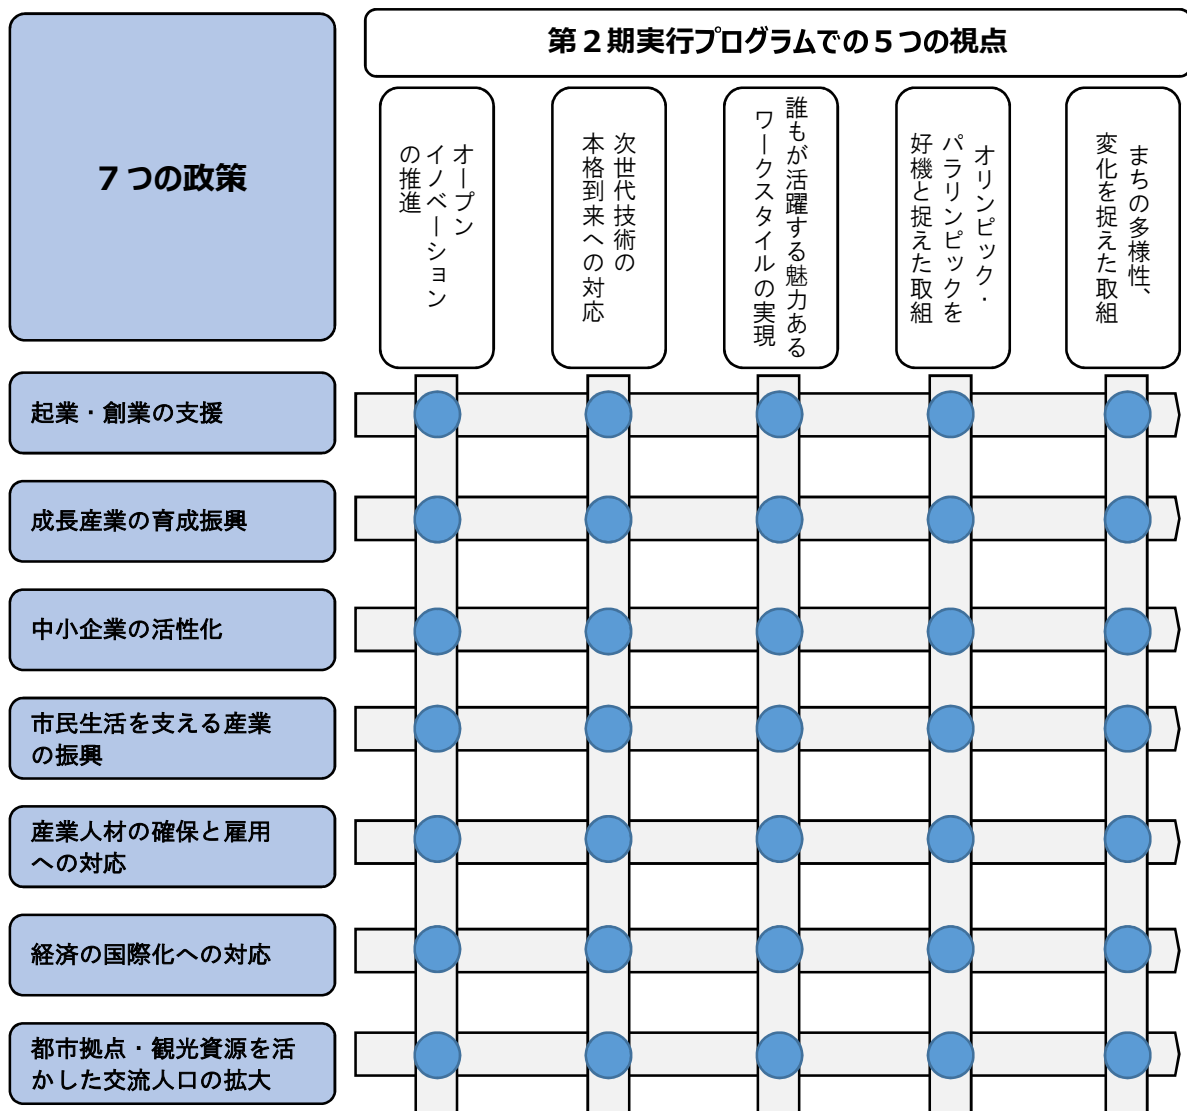 ７つの政策
第２期実行プログラムでの５つの視点
オープン
イノベーション
の推進
次世代技術の
本格到来への対応
誰もが活躍する魅力ある
ワークスタイルの実現
オリンピック・
パラリンピックを
好機と捉えた取組
まちの多様性、
変化を捉えた取組
起業・創業の支援
成長産業の育成振興
中小企業の活性化
市民生活を支える産業
の振興
産業人材の確保と雇用
への対応
経済の国際化への対応
都市拠点・観光資源を活
かした交流人口の拡大